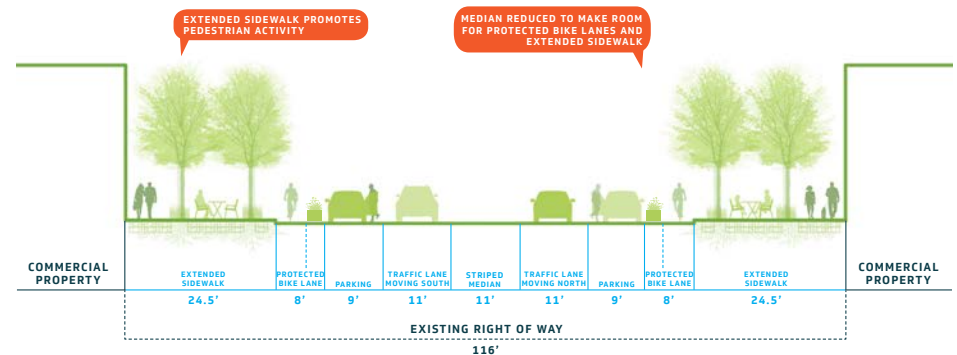 EXTENDED SIDEWALK PROMOTES
PEDESTRIAN ACTIVITY
MEDIAN REDUCED TO MAKE ROOM
FOR PROTECTED BIKE LANES AND
EXTENDED SIDEWALK
COMMERCIAL
PROPERTY
EXTENDED
SIDEWALK
24.5'
PROTECTED
BIKE LANE
8'
PARKING
9'
TRAFFIC LANE
MOVING SOUTH
11'
STRIPED
MEDIAN
11'
TRAFFIC LANE
MOVING NORTH
11'
PARKING
9'
PROTECTED
BIKE LANE
8'
EXTENDED
SIDEWALK
24.5'
COMMERCIAL
PROPERTY
EXISTING RIGHT OF WAY
116'